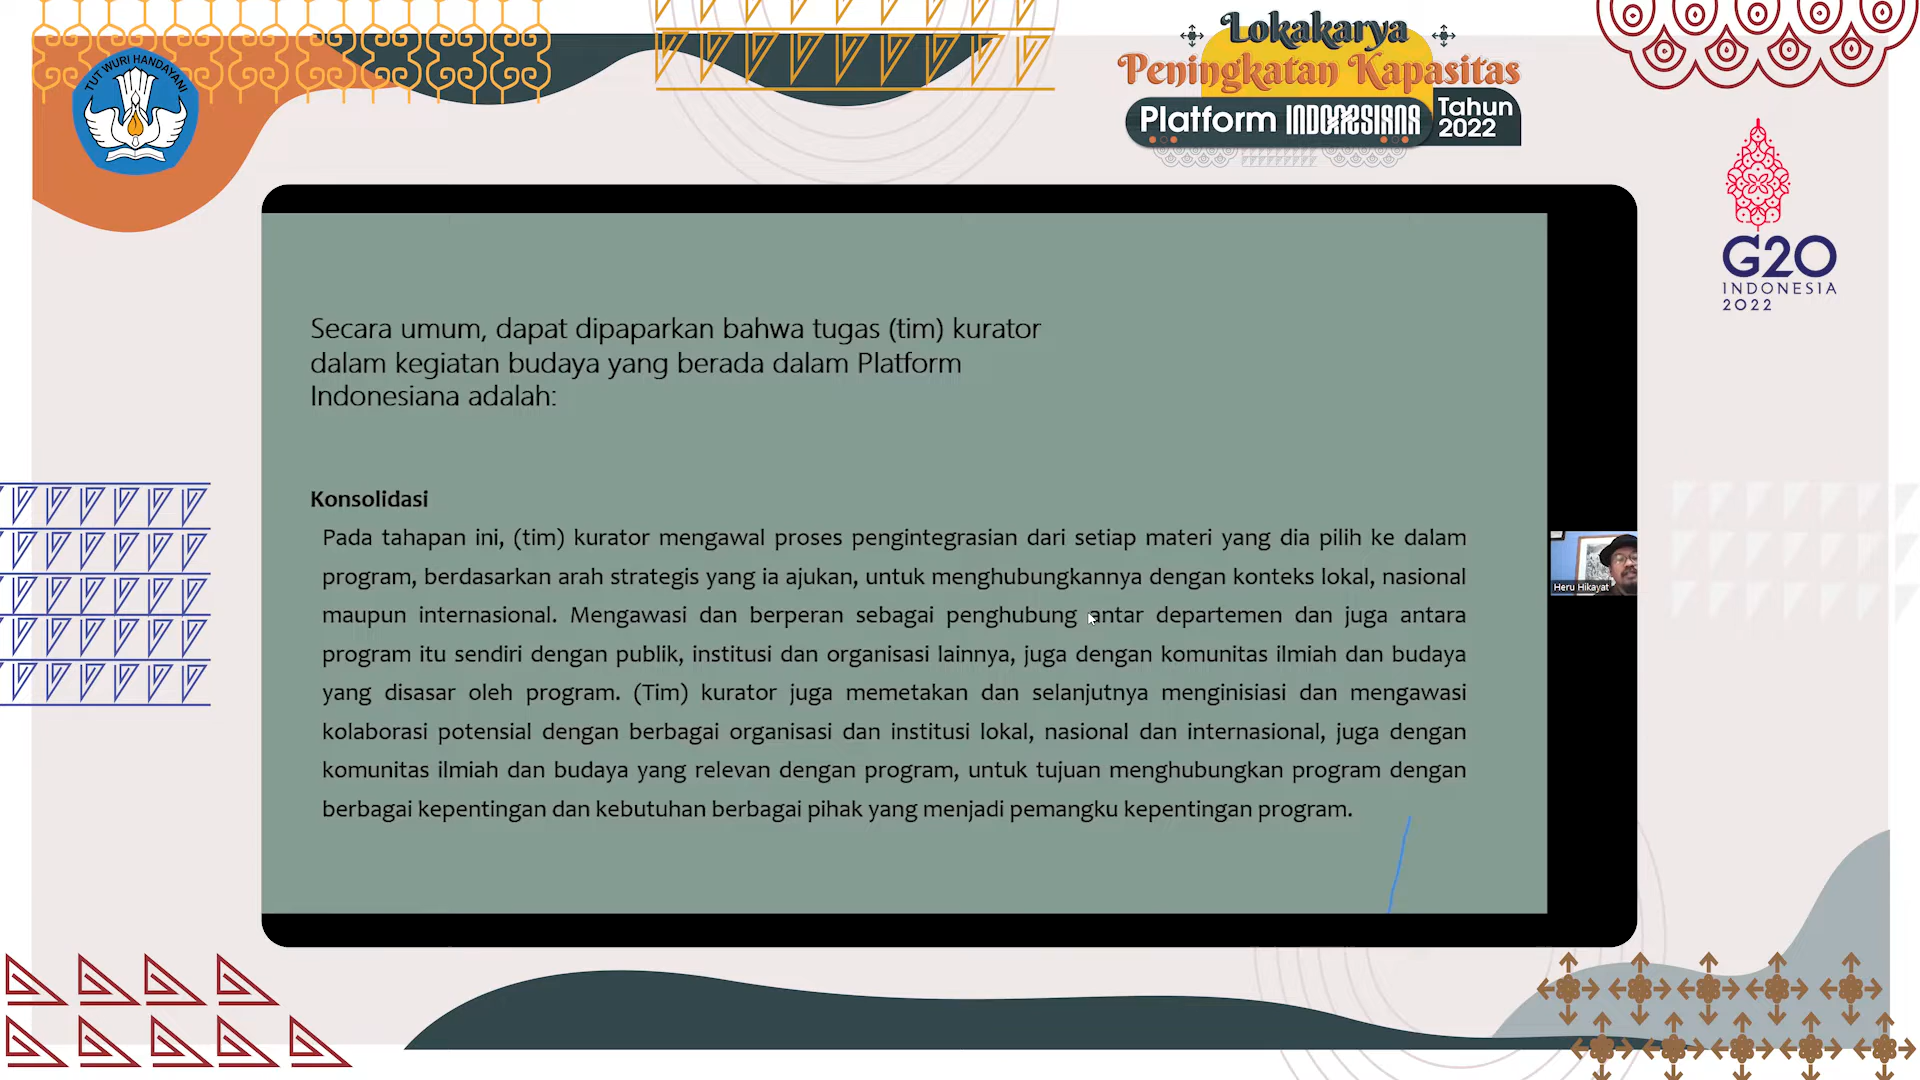 TUT WURI HANDAYANI
Lokakarya
Peningkatan Kapasitas
Platform INDONESIANA Tahun 2022
G20
INDONESIA
2022
Secara umum, dapat dipaparkan bahwa tugas (tim) kurator
dalam kegiatan budaya yang berada dalam Platform
Indonesiana adalah:
Konsolidasi
Pada tahapan ini, (tim) kurator mengawal proses pengintegrasian dari setiap materi yang dia pilih ke dalam
program, berdasarkan arah strategis yang ia ajukan, untuk menghubungkannya dengan konteks lokal, nasional
maupun internasional. Mengawasi dan berperan sebagai penghubung antar departemen dan juga antara
program itu sendiri dengan publik, institusi dan organisasi lainnya, juga dengan komunitas ilmiah dan budaya
yang disasar oleh program. (Tim) kurator juga memetakan dan selanjutnya menginisiasi dan mengawasi
kolaborasi potensial dengan berbagai organisasi dan institusi lokal, nasional dan internasional, juga dengan
komunitas ilmiah dan budaya yang relevan dengan program, untuk tujuan menghubungkan program dengan
berbagai kepentingan dan kebutuhan berbagai pihak yang menjadi pemangku kepentingan program.
Heru Hikayat